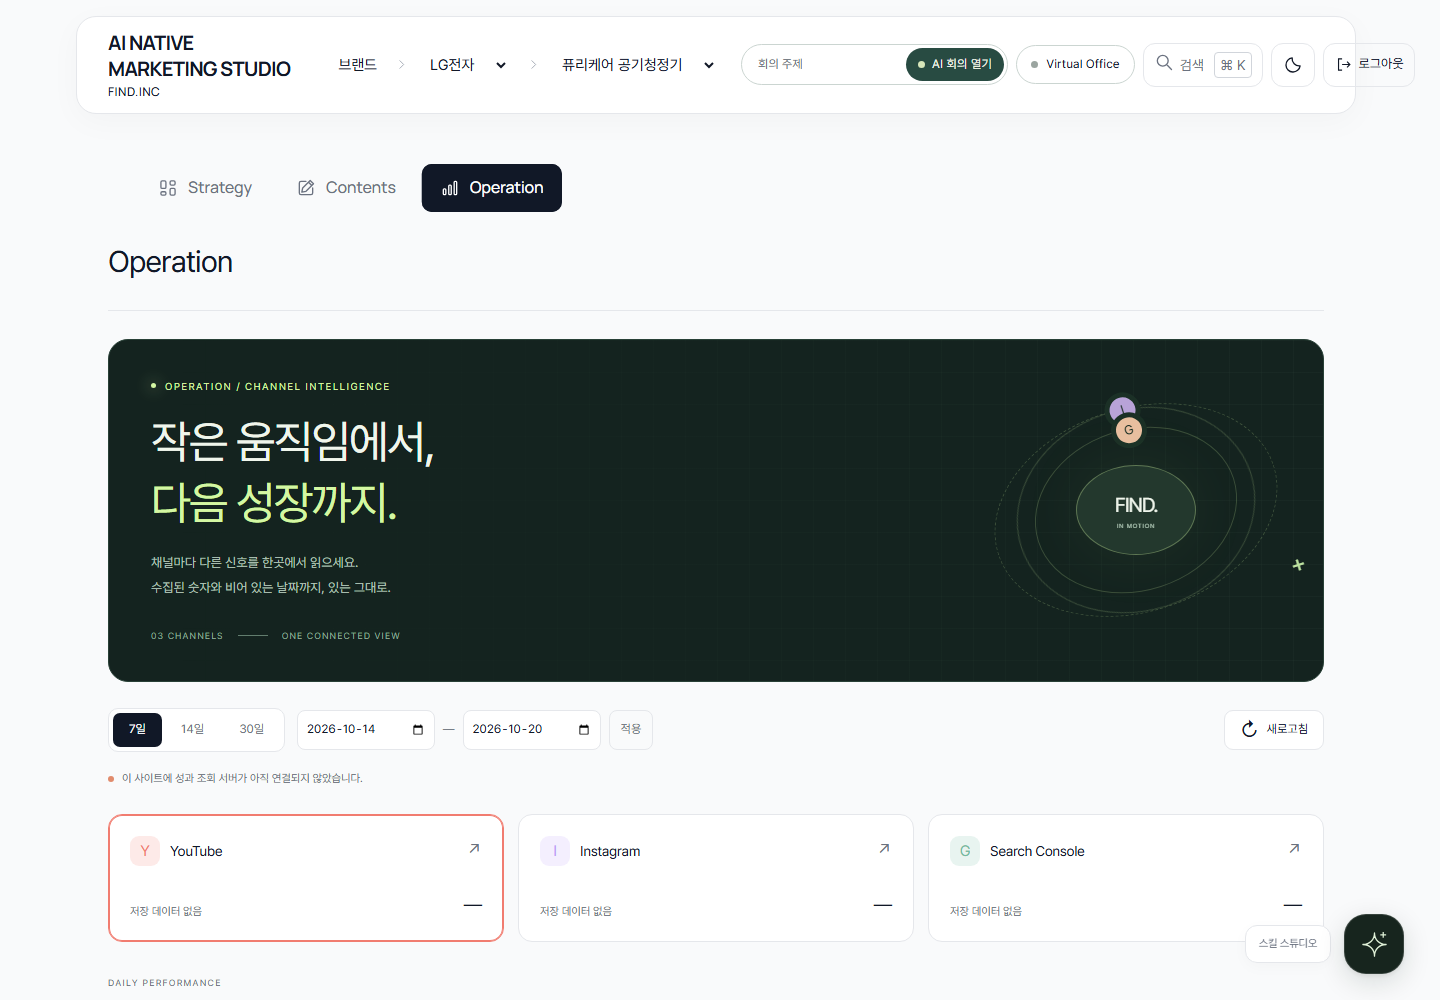 AI NATIVE
MARKETING STUDIO
FIND.INC
브랜드
LG전자
퓨리케어 공기청정기
회의 주제
AI 회의 열기
Virtual Office
검색
⌘ K
로그아웃
Strategy
Contents
Operation
Operation
OPERATION / CHANNEL INTELLIGENCE
작은 움직임에서,
다음 성장까지.
채널마다 다른 신호를 한곳에서 읽으세요.
수집된 숫자와 비어 있는 날짜까지, 있는 그대로.
03 CHANNELS
ONE CONNECTED VIEW
G
FIND.
IN MOTION
7일
14일
30일
2026-10-14
—
2026-10-20
적용
새로고침
이 사이트에 성과 조회 서버가 아직 연결되지 않았습니다.
Y
YouTube
저장 데이터 없음
—
I
Instagram
저장 데이터 없음
—
G
Search Console
저장 데이터 없음
—
스킬 스튜디오
DAILY PERFORMANCE